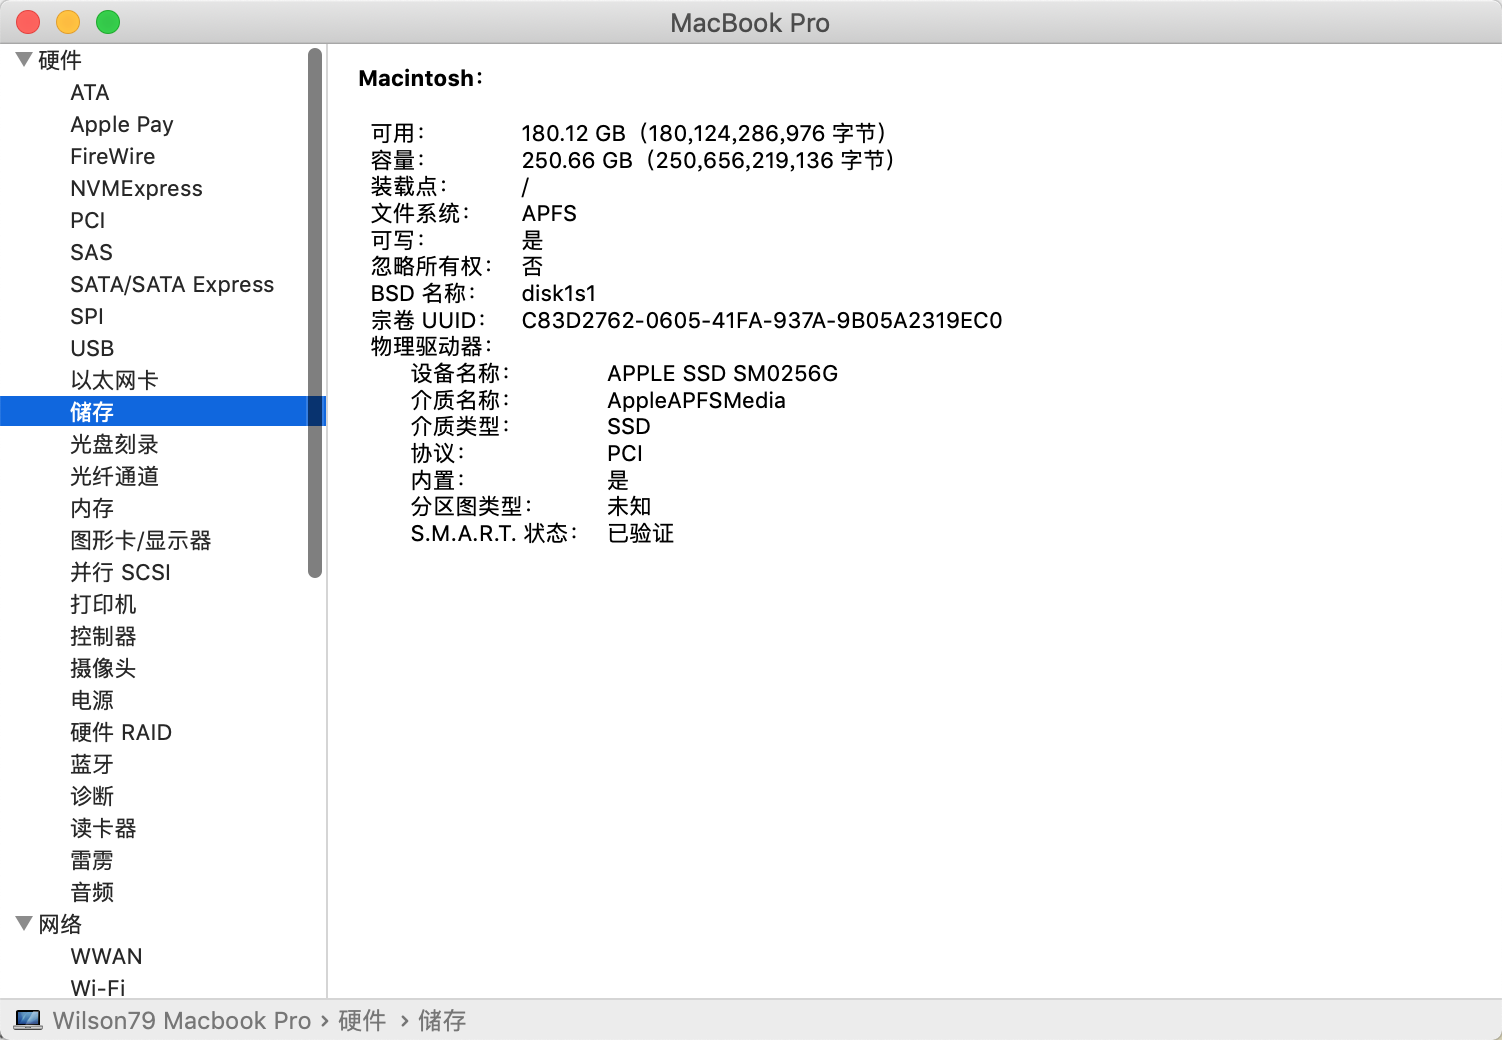 MacBook Pro
硬件
ATA
Apple Pay
FireWire
NVMExpress
PCI
SAS
SATA/SATA Express
SPI
USB
以太网卡
储存
光盘刻录
光纤通道
内存
图形卡/显示器
并行 SCSI
打印机
控制器
摄像头
电源
硬件 RAID
蓝牙
诊断
读卡器
雷雳
音频
网络
WWAN
Wi-Fi
Macintosh：
可用： 180.12 GB（180,124,286,976 字节）
容量： 250.66 GB（250,656,219,136 字节）
装载点： /
文件系统： APFS
可写： 是
忽略所有权： 否
BSD 名称： disk1s1
宗卷 UUID： C83D2762-0605-41FA-937A-9B05A2319EC0
物理驱动器：
设备名称： APPLE SSD SM0256G
介质名称： AppleAPFSMedia
介质类型： SSD
协议： PCI
内置： 是
分区图类型： 未知
S.M.A.R.T. 状态： 已验证
Wilson79 Macbook Pro › 硬件 › 储存